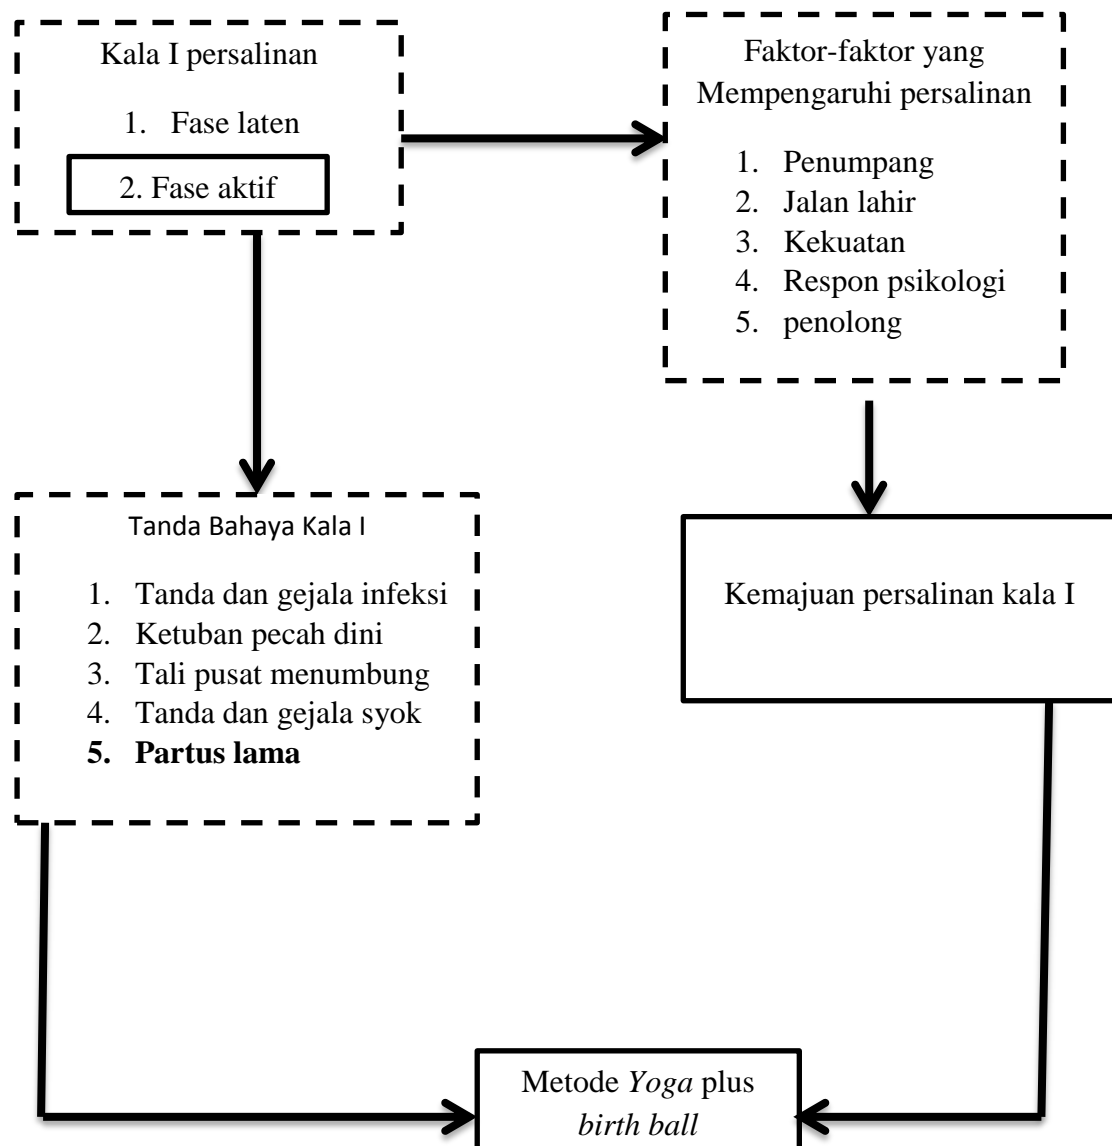 Kala I persalinan
1. Fase laten
2. Fase aktif
Faktor-faktor yang
Mempengaruhi persalinan
1. Penumpang
2. Jalan lahir
3. Kekuatan
4. Respon psikologi
5. penolong
Tanda Bahaya Kala I
1. Tanda dan gejala infeksi
2. Ketuban pecah dini
3. Tali pusat menumbung
4. Tanda dan gejala syok
5. Partus lama
Kemajuan persalinan kala I
Metode Yoga plus
birth ball